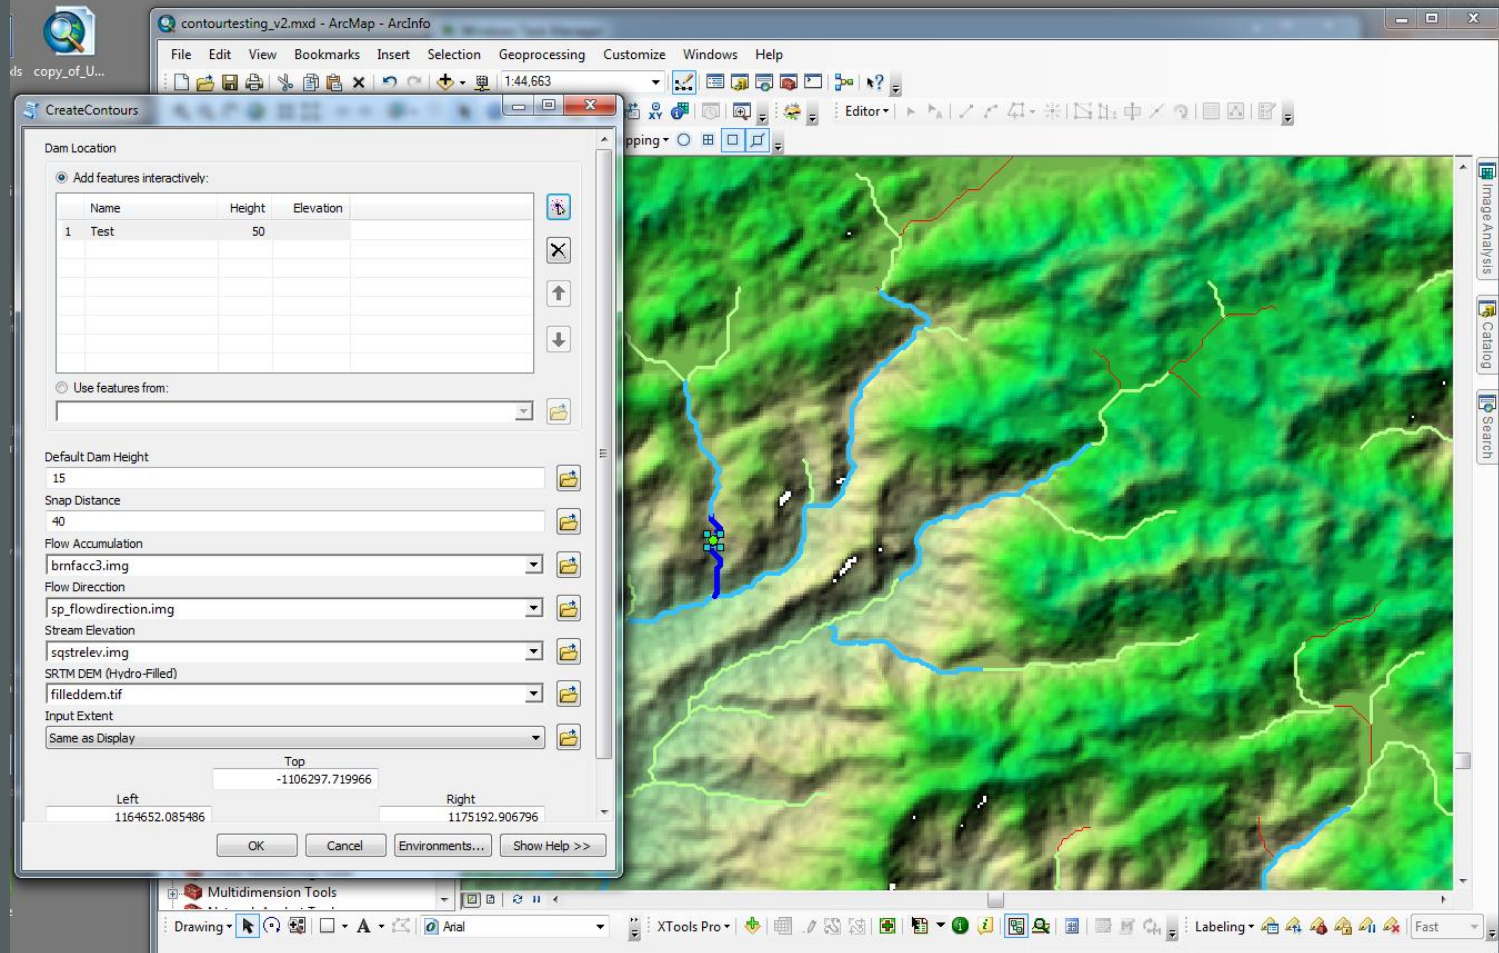 contourtesting_v2.mxd - ArcMap - ArcInfo
copy_of_U...
File Edit View Bookmarks Insert Selection Geoprocessing Customize Windows Help
1:44,663
CreateContours
Editor
pping
Dam Location
Add features interactively:
Name Height Elevation
1 Test 50
Use features from:
Default Dam Height
15
Snap Distance
40
Flow Accumulation
brnfacc3.img
Flow Direction
sp_flowdirection.img
Stream Elevation
sqstrelev.img
SRTM DEM (Hydro-Filled)
filleddem.tif
Input Extent
Same as Display
Top
-1106297.719966
Left Right
1164652.085486 1175192.906796
OK Cancel Environments... Show Help >>
Image Analysis
Catalog
Search
Multidimension Tools
Drawing A Arial XTools Pro Labeling Fast